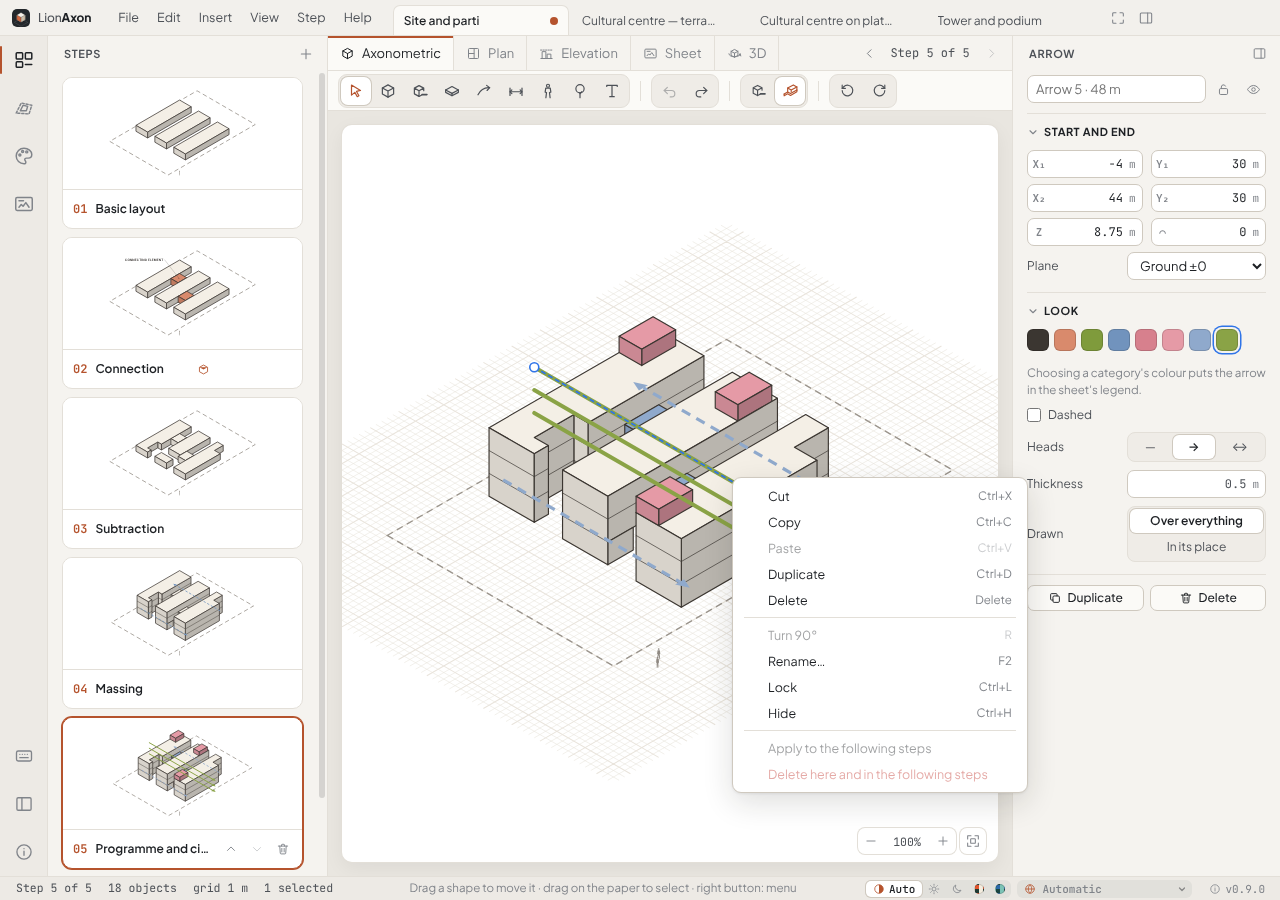 LionAxon
File
Edit
Insert
View
Step
Help
Site and parti
Cultural centre — terra…
Cultural centre on plat…
Tower and podium
STEPS
Axonometric
Plan
Elevation
Sheet
3D
Step 5 of 5
ARROW
Arrow 5 · 48 m
START AND END
X₁ -4 m
Y₁ 30 m
X₂ 44 m
Y₂ 30 m
Z 8.75 m
0 m
Plane
Ground ±0
LOOK
Choosing a category's colour puts the arrow
in the sheet's legend.
Dashed
Heads
Thickness
0.5 m
Drawn
Over everything
In its place
Duplicate
Delete
01 Basic layout
CONNECTING ELEMENT
02 Connection
03 Subtraction
04 Massing
05 Programme and ci…
Cut Ctrl+X
Copy Ctrl+C
Paste Ctrl+V
Duplicate Ctrl+D
Delete Delete
Turn 90° R
Rename… F2
Lock Ctrl+L
Hide Ctrl+H
Apply to the following steps
Delete here and in the following steps
100%
Step 5 of 5
18 objects
grid 1 m
1 selected
Drag a shape to move it · drag on the paper to select · right button: menu
Auto
Automatic
v0.9.0